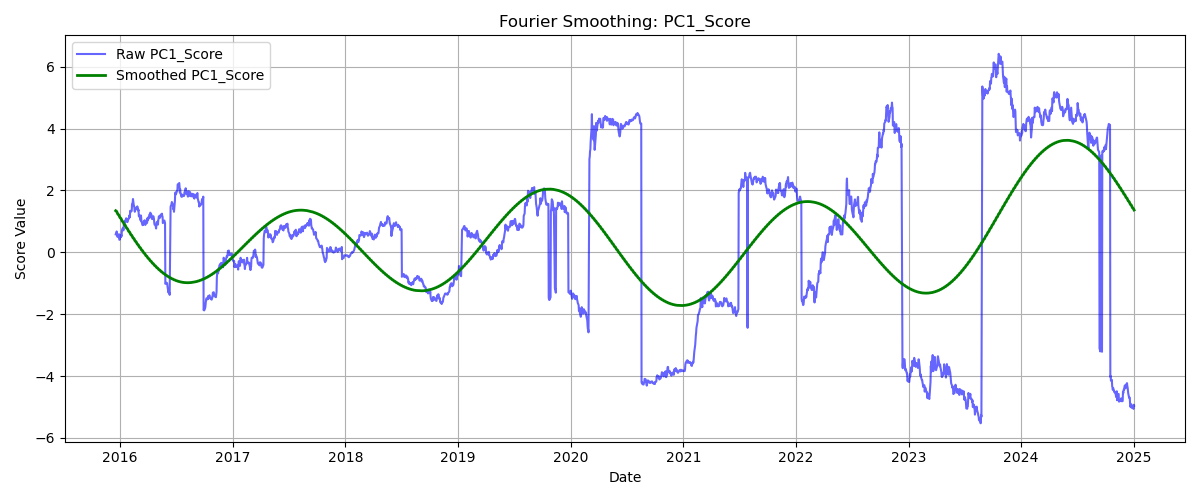 Fourier Smoothing: PC1_Score
Raw PC1_Score
Smoothed PC1_Score
Score Value
6
4
2
0
−2
−4
−6
2016 2017 2018 2019 2020 2021 2022 2023 2024 2025
Date